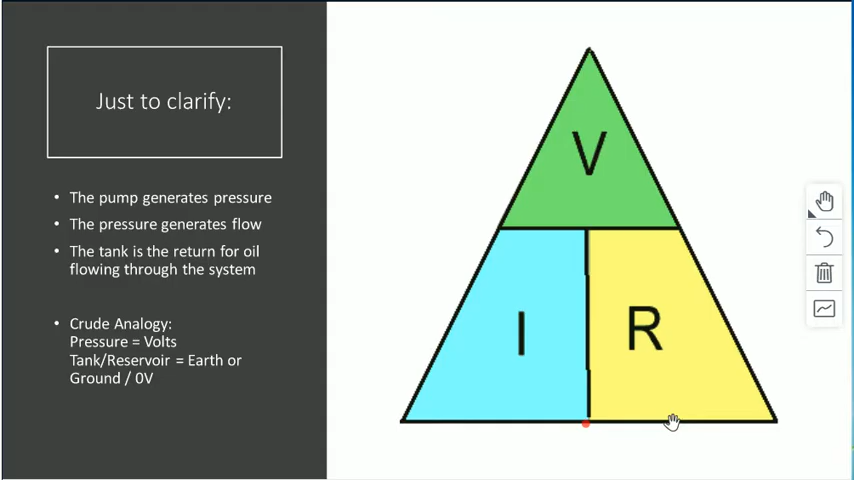 Just to clarify:
• The pump generates pressure
• The pressure generates flow
• The tank is the return for oil
flowing through the system
• Crude Analogy:
Pressure = Volts
Tank/Reservoir = Earth or
Ground / 0V
V
I
R